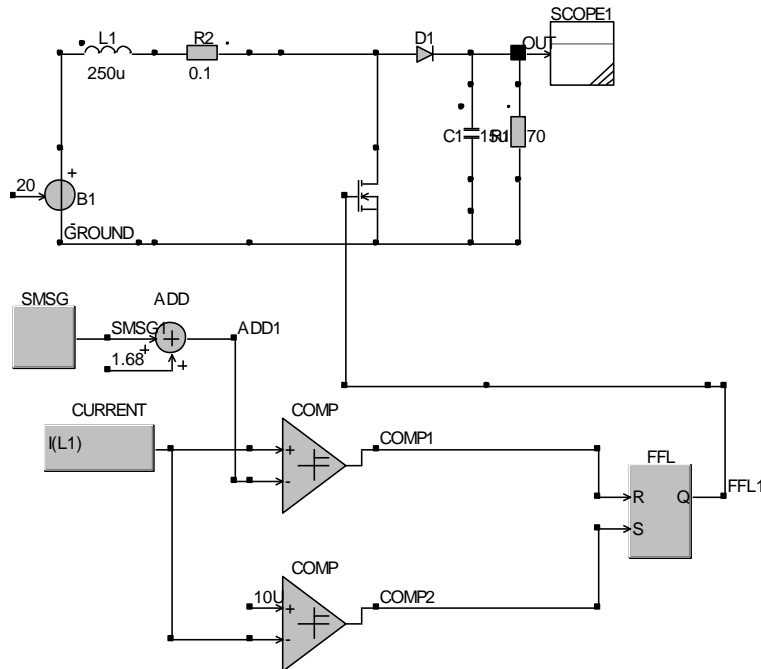 SCOPE1
L1
R2
D1
OUT
250u
0.1
C1
150u
R1
70
20
+
B1
-
GROUND
SMSG
ADD
SMSG1
+
ADD1
+
1.68
+
CURRENT
COMP
I(L1)
+
COMP1
-
FFL
R
Q
FFL1
S
COMP
10U
+
COMP2
-